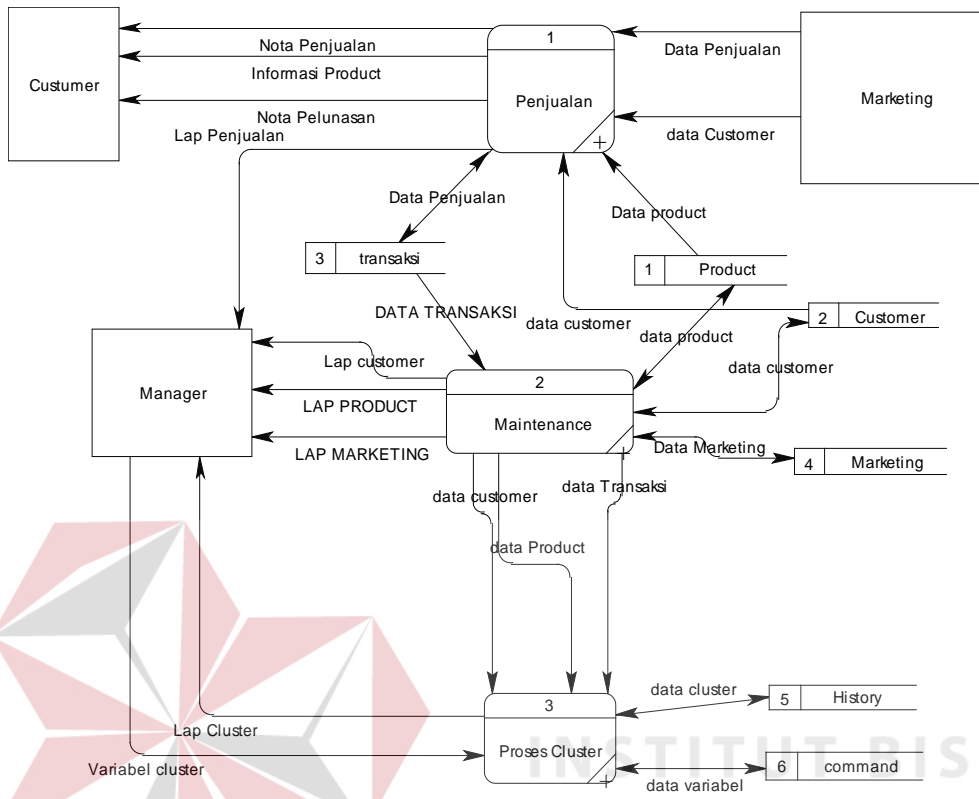 1
Custumer
Nota Penjualan
Informasi Product
Nota Pelunasan
Lap Penjualan
Penjualan
+
Data Penjualan
data Customer
Marketing
Data Penjualan
Data product
3 transaksi
1 Product
DATA TRANSAKSI
data customer
data product
2 Customer
data customer
Manager
Lap customer
LAP PRODUCT
LAP MARKETING
2
Maintenance
+
Data Marketing
4 Marketing
data customer
data Transaksi
data Product
3
Proses Cluster
+
Lap Cluster
Variabel cluster
data cluster
5 History
data variabel
6 command
INSTITUT BIS